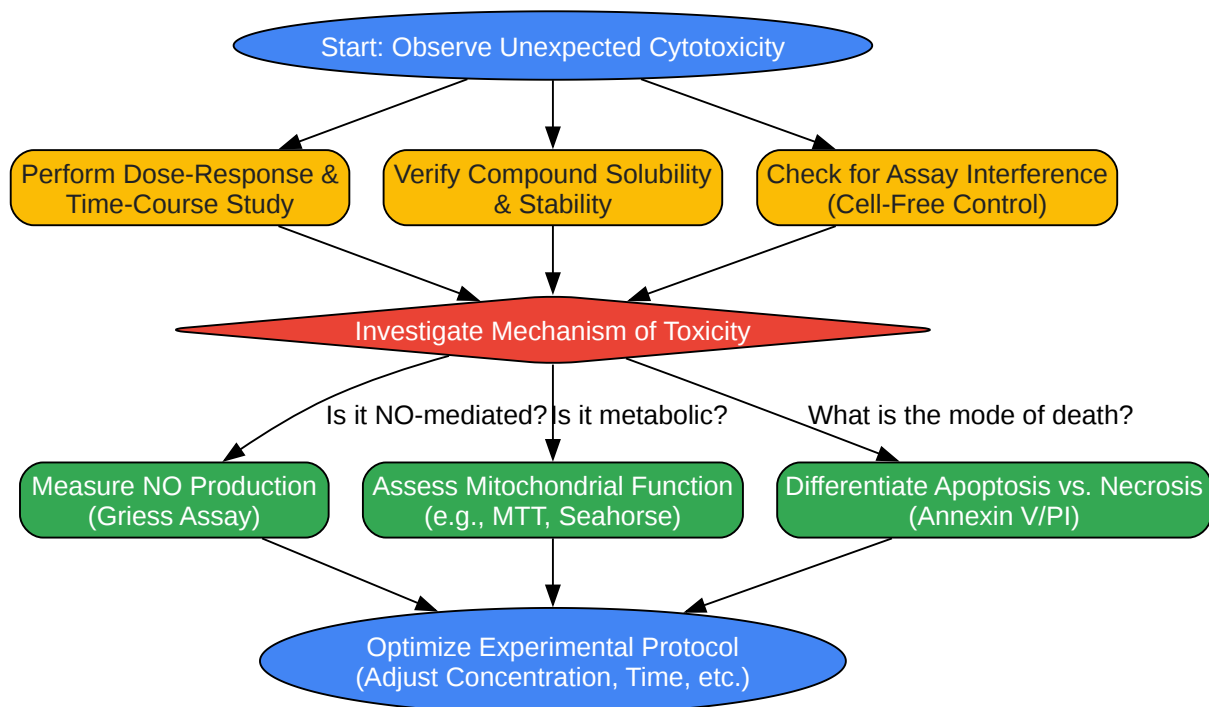 Start: Observe Unexpected Cytotoxicity
Perform Dose-Response &
Time-Course Study
Verify Compound Solubility
& Stability
Check for Assay Interference
(Cell-Free Control)
Investigate Mechanism of Toxicity
Is it NO-mediated?
Is it metabolic?
What is the mode of death?
Measure NO Production
(Griess Assay)
Assess Mitochondrial Function
(e.g., MTT, Seahorse)
Differentiate Apoptosis vs. Necrosis
(Annexin V/PI)
Optimize Experimental Protocol
(Adjust Concentration, Time, etc.)